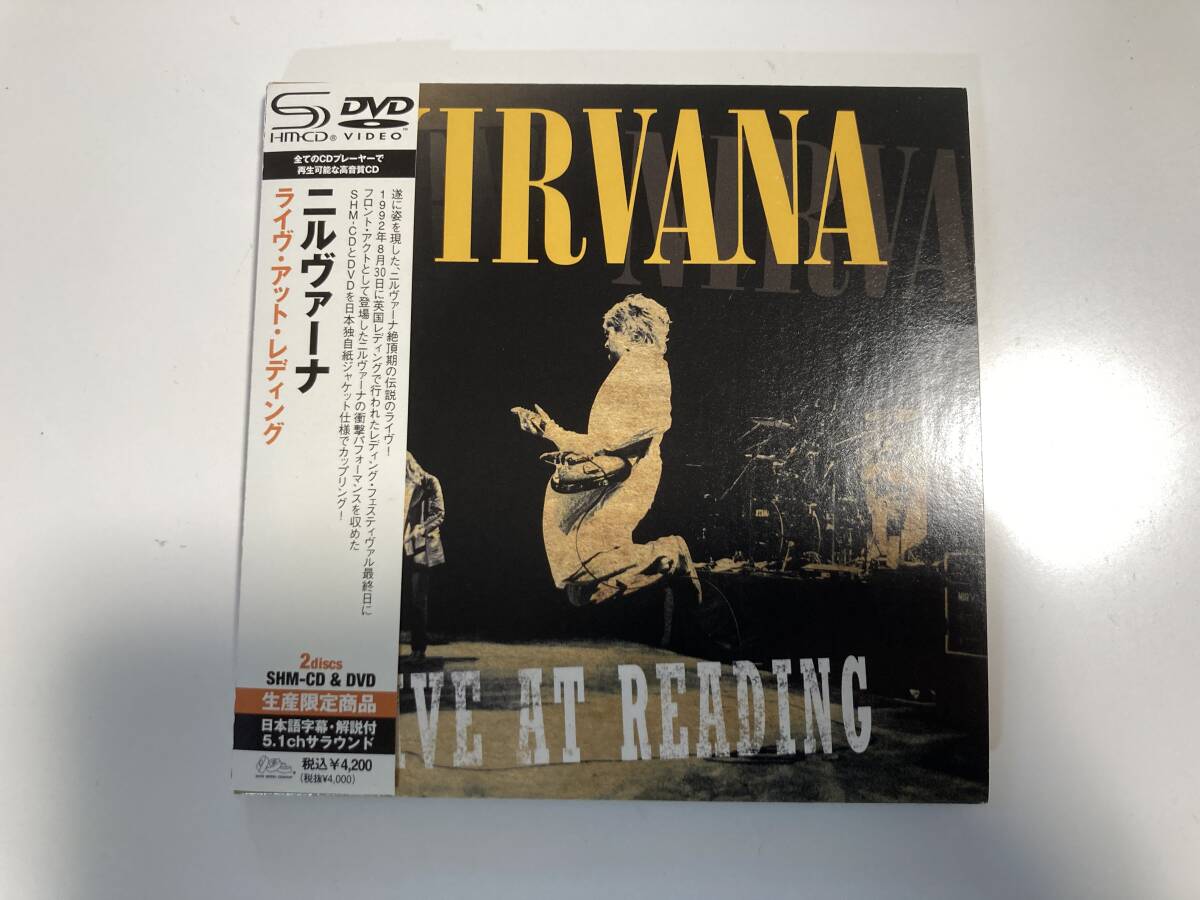 SHM-CD®
DVD
VIDEO
全てのCDプレーヤーで
再生可能な高音質CD
ニルヴァーナ
ライヴ・アット・レディング
遂に姿を現した、ニルヴァーナ絶頂期の伝説のライヴ!
1992年8月30日に英国レディングで行われたレディング・フェスティヴァル最終日に
フロント・アクトとして登場したニルヴァーナの衝撃パフォーマンスを収めた
SHM-CDとDVDを日本独自紙ジャケット仕様でカップリング!
2discs
SHM-CD & DVD
生産限定商品
日本語字幕・解説付
5.1chサラウンド
税込¥4,200
(税抜¥4,000)
NIRVANA
NIRVA
TAMA
IVE AT READING